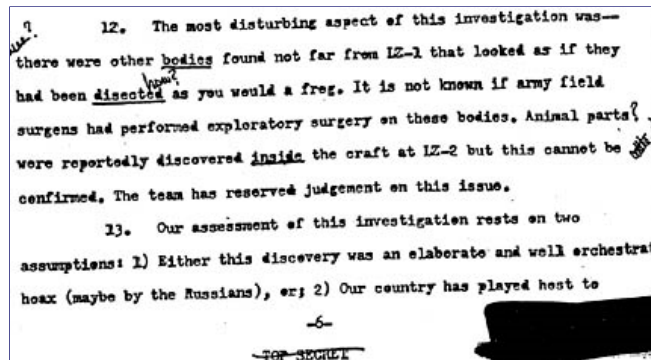 ?
12. The most disturbing aspect of this investigation was--
there were other bodies found not far from LZ-1 that looked as if they
how?
had been disected as you would a frog. It is not known if army field
surgens had performed exploratory surgery on these bodies. Animal parts?
were reportedly discovered inside the craft at LZ-2 but this cannot be
confirmed. The team has reserved judgement on this issue.
13. Our assessment of this investigation rests on two
assumptions: 1) Either this discovery was an elaborate and well orchestrat
hoax (maybe by the Russians), or; 2) Our country has played host to
-6-
TOP SECRET